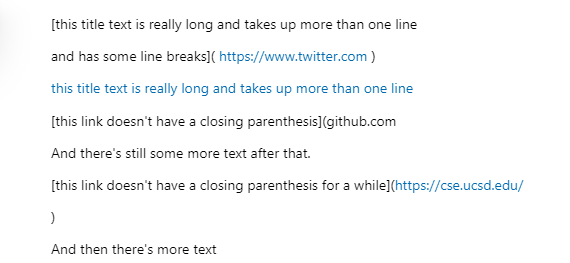 [this title text is really long and takes up more than one line
and has some line breaks]( https://www.twitter.com )
this title text is really long and takes up more than one line
[this link doesn't have a closing parenthesis](github.com
And there's still some more text after that.
[this link doesn't have a closing parenthesis for a while](https://cse.ucsd.edu/
)
And then there's more text